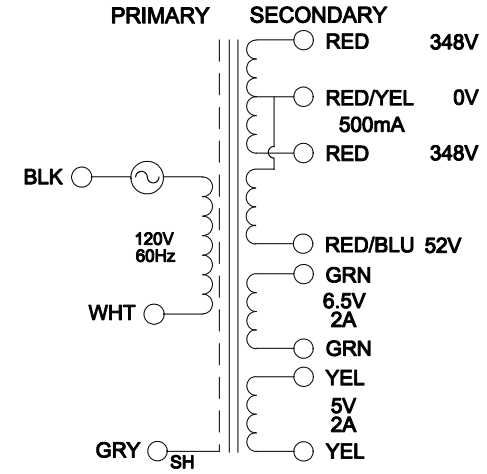 PRIMARY SECONDARY
RED 348V
RED/YEL 0V
500mA
RED 348V
BLK
120V
60Hz
RED/BLU 52V
GRN
6.5V
2A
WHT
GRN
YEL
5V
2A
GRY
SH
YEL